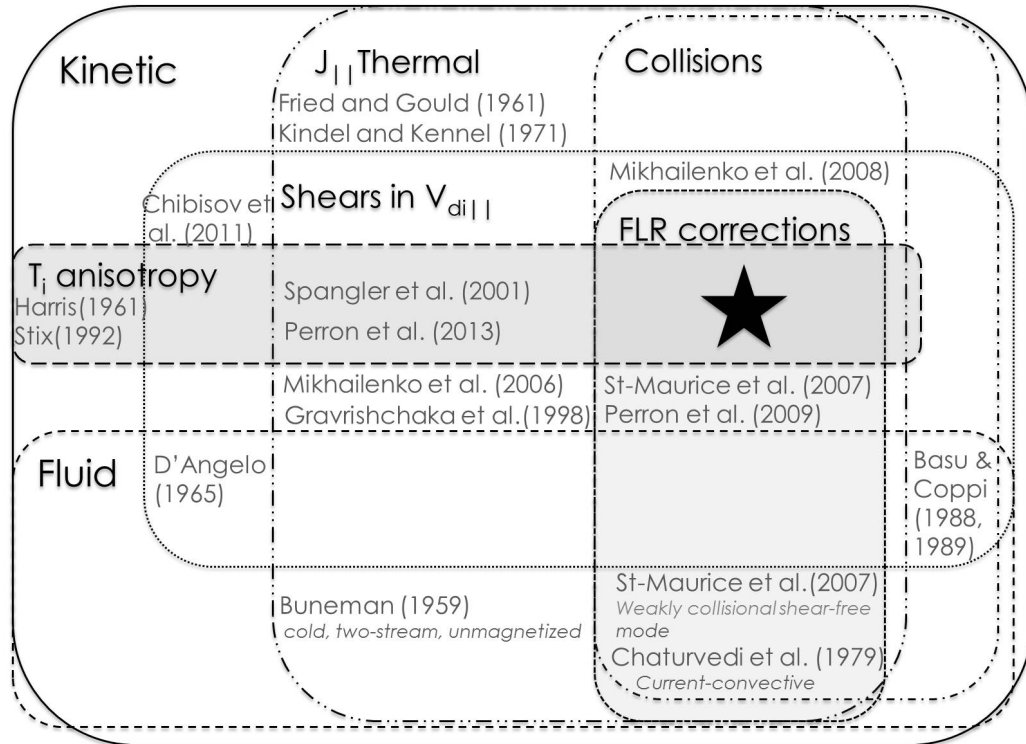 Kinetic
J|| Thermal
Collisions
Fried and Gould (1961)
Kindel and Kennel (1971)
Mikhailenko et al. (2008)
Chibisov et
al. (2011)
Shears in Vdi||
FLR corrections
Ti anisotropy
Harris(1961)
Stix(1992)
Spangler et al. (2001)
Perron et al. (2013)
Mikhailenko et al. (2006)
Gravrishchaka et al.(1998)
St-Maurice et al. (2007)
Perron et al. (2009)
Fluid
D'Angelo
(1965)
Basu &
Coppi
(1988,
1989)
Buneman (1959)
cold, two-stream, unmagnetized
St-Maurice et al.(2007)
Weakly collisional shear-free
mode
Chaturvedi et al. (1979)
Current-convective